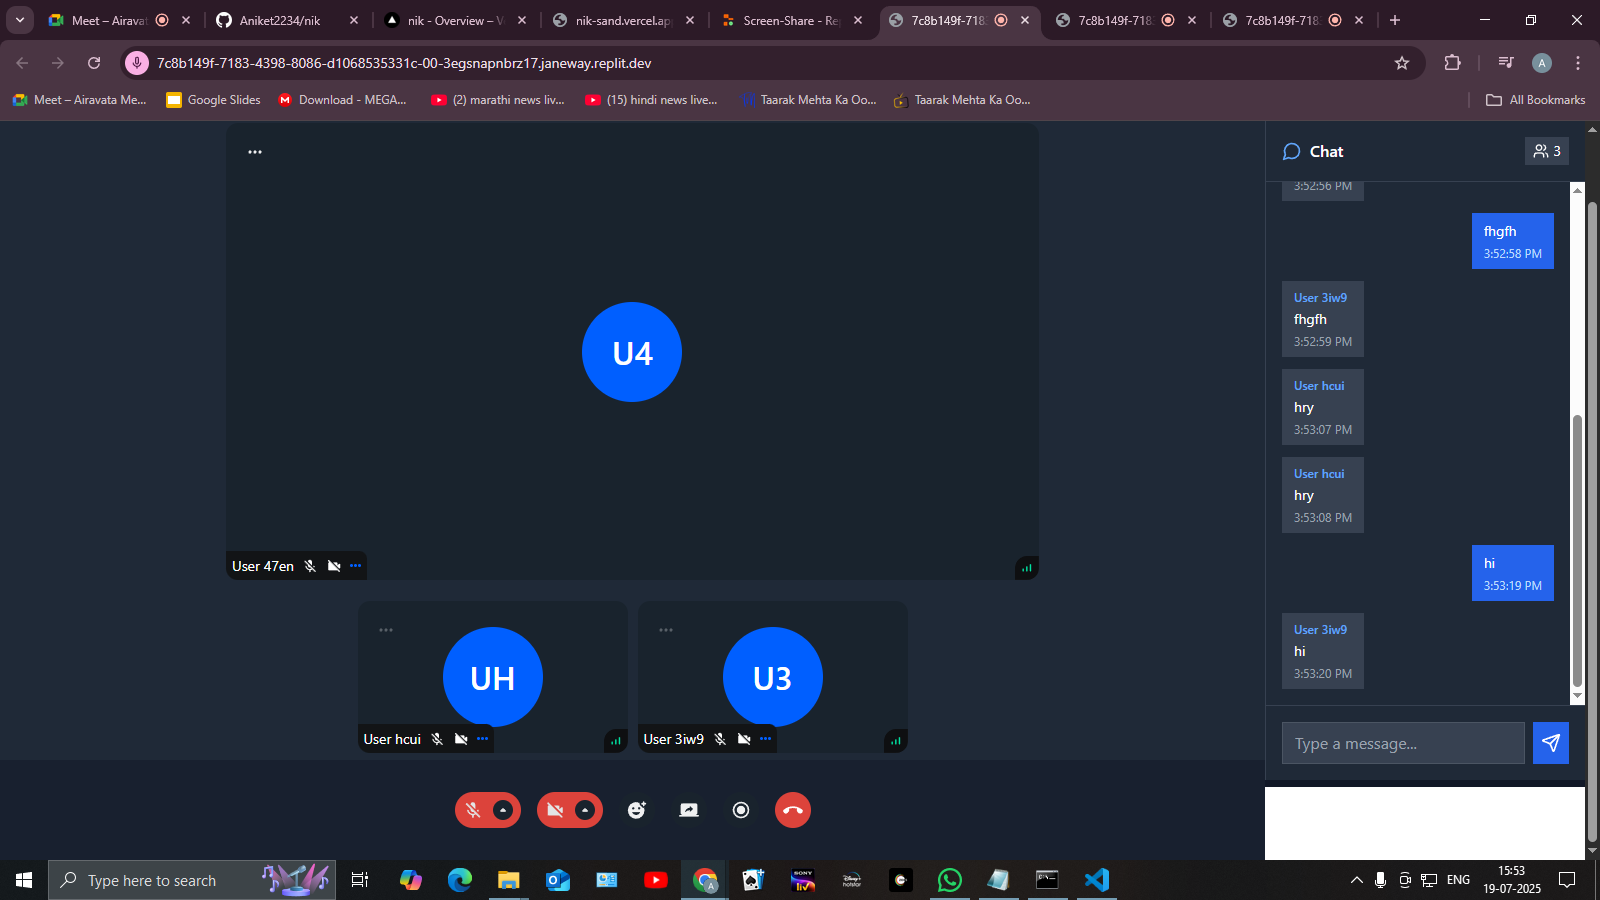 Meet – Airavat
Aniket2234/nik
nik - Overview – V
nik-sand.vercel.ap
Screen-Share - Re
7c8b149f-718
7c8b149f-718
7c8b149f-718
7c8b149f-7183-4398-8086-d1068535331c-00-3egsnapnbrz17.janeway.replit.dev
A
Meet – Airavata Me...
Google Slides
Download - MEGA...
(2) marathi news liv...
(15) hindi news live...
Taarak Mehta Ka Oo...
Taarak Mehta Ka Oo...
All Bookmarks
U4
User 47en
UH
User hcui
U3
User 3iw9
Chat
3
3:52:56 PM
fhgfh
3:52:58 PM
User 3iw9
fhgfh
3:52:59 PM
User hcui
hry
3:53:07 PM
User hcui
hry
3:53:08 PM
hi
3:53:19 PM
User 3iw9
hi
3:53:20 PM
Type a message...
Type here to search
ENG
15:53
19-07-2025